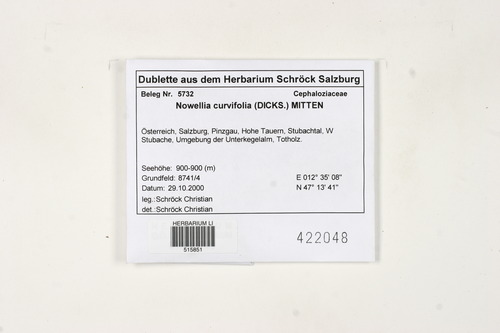 Dublette aus dem Herbarium Schröck Salzburg
Beleg Nr. 5732 Cephaloziaceae
Nowellia curvifolia (DICKS.) MITTEN
Österreich, Salzburg, Pinzgau, Hohe Tauern, Stubachtal, W
Stubache, Umgebung der Unterkegelalm, Totholz.
Seehöhe: 900-900 (m)
Grundfeld: 8741/4 E 012° 35' 08"
Datum: 29.10.2000 N 47° 13' 41"
leg.:Schröck Christian
det.:Schröck Christian
HERBARIUM LI
515651
422048